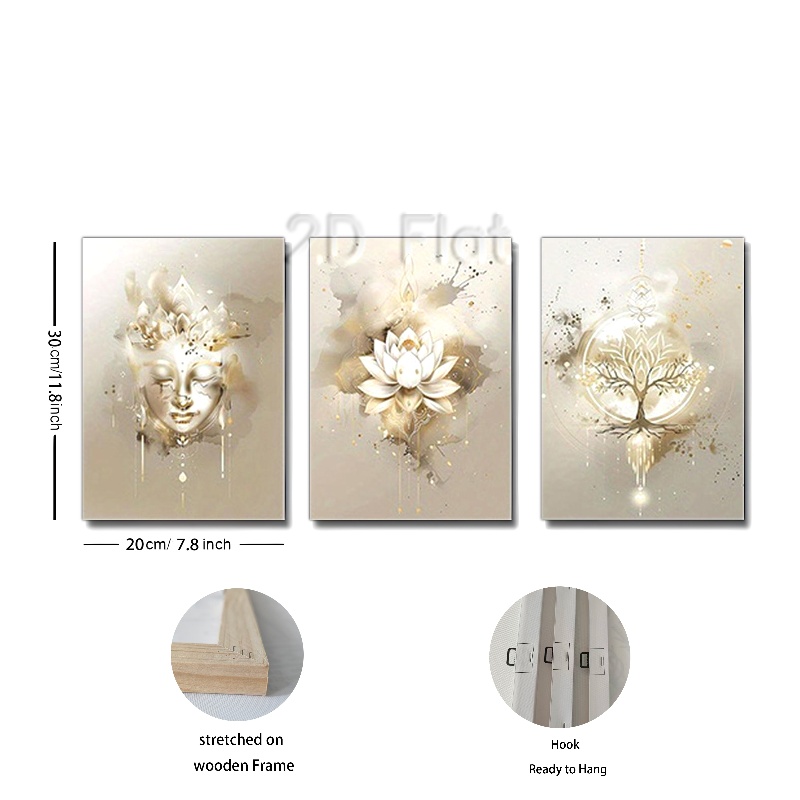 2D Flat
30cm/11.8inch
20cm/ 7.8 inch
stretched on
wooden Frame
Hook
Ready to Hang